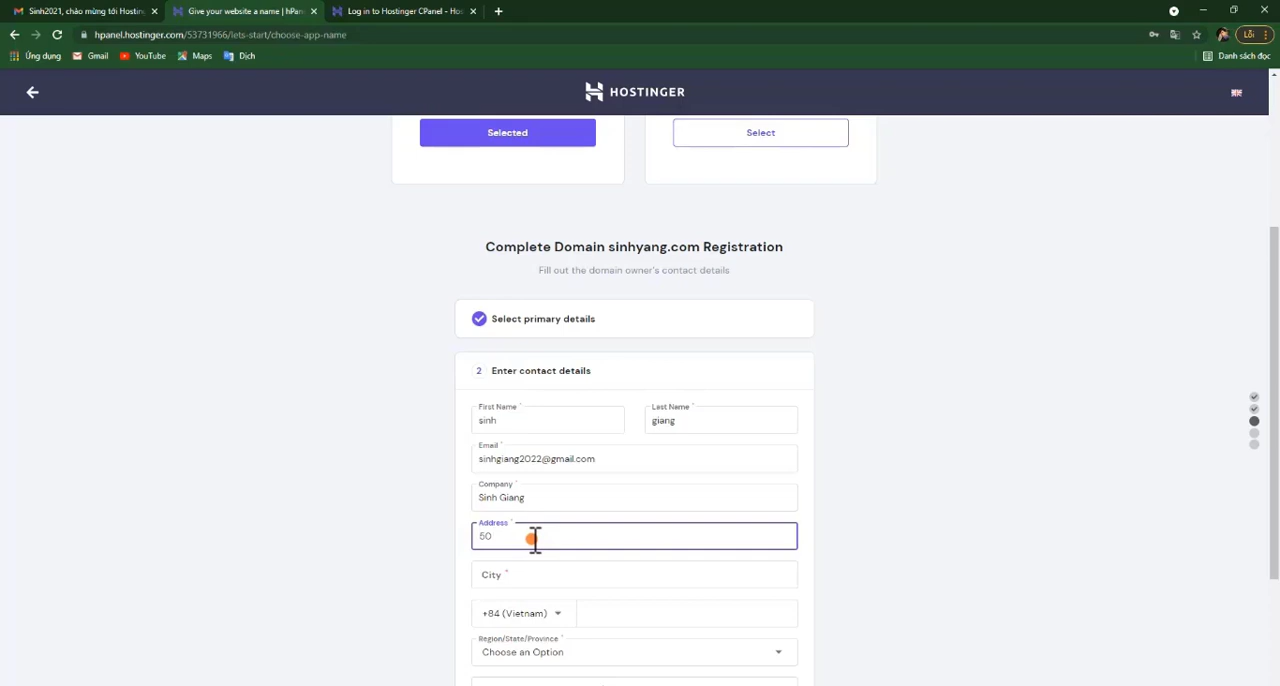 Sinh2021, chào mừng tới Hosting
Give your website a name | hPan
Log in to Hostinger CPanel - Hos
hpanel.hostinger.com/53731966/lets-start/choose-app-name
Lỗi
Ứng dụng
Gmail
YouTube
Maps
Dịch
Danh sách đọc
HOSTINGER
Selected
Select
Complete Domain sinhyang.com Registration
Fill out the domain owner's contact details
Select primary details
2 Enter contact details
First Name *
sinh
Last Name *
giang
Email *
sinhgiang2022@gmail.com
Company *
Sinh Giang
Address *
50
City *
+84 (Vietnam)
Region/State/Province *
Choose an Option